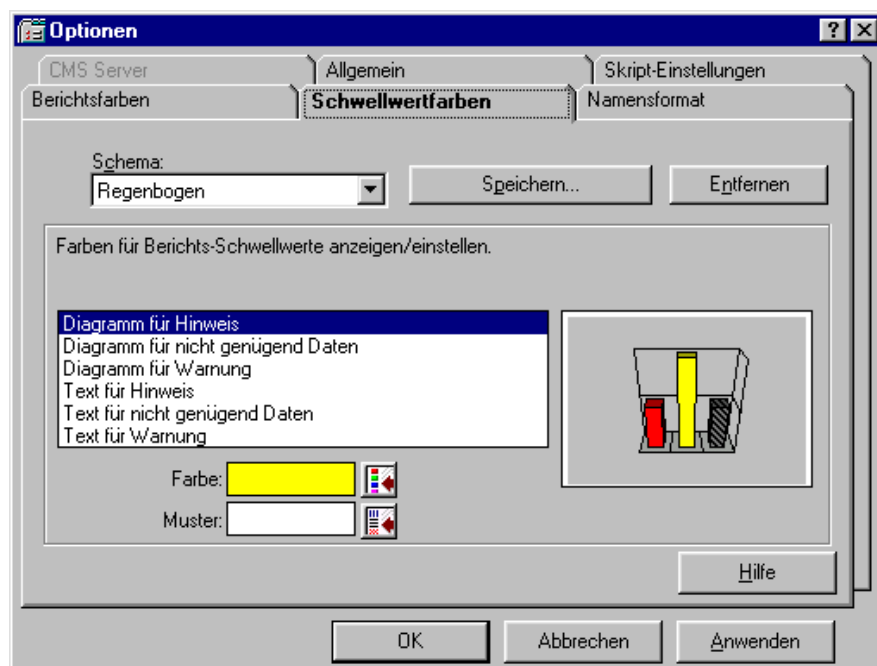 Optionen
CMS Server Allgemein Skript-Einstellungen
Berichtsfarben Schwellwertfarben Namensformat
Schema:
Regenbogen Speichern... Entfernen
Farben für Berichts-Schwellwerte anzeigen/einstellen.
Diagramm für Hinweis
Diagramm für nicht genügend Daten
Diagramm für Warnung
Text für Hinweis
Text für nicht genügend Daten
Text für Warnung
Farbe:
Muster:
Hilfe
OK Abbrechen Anwenden